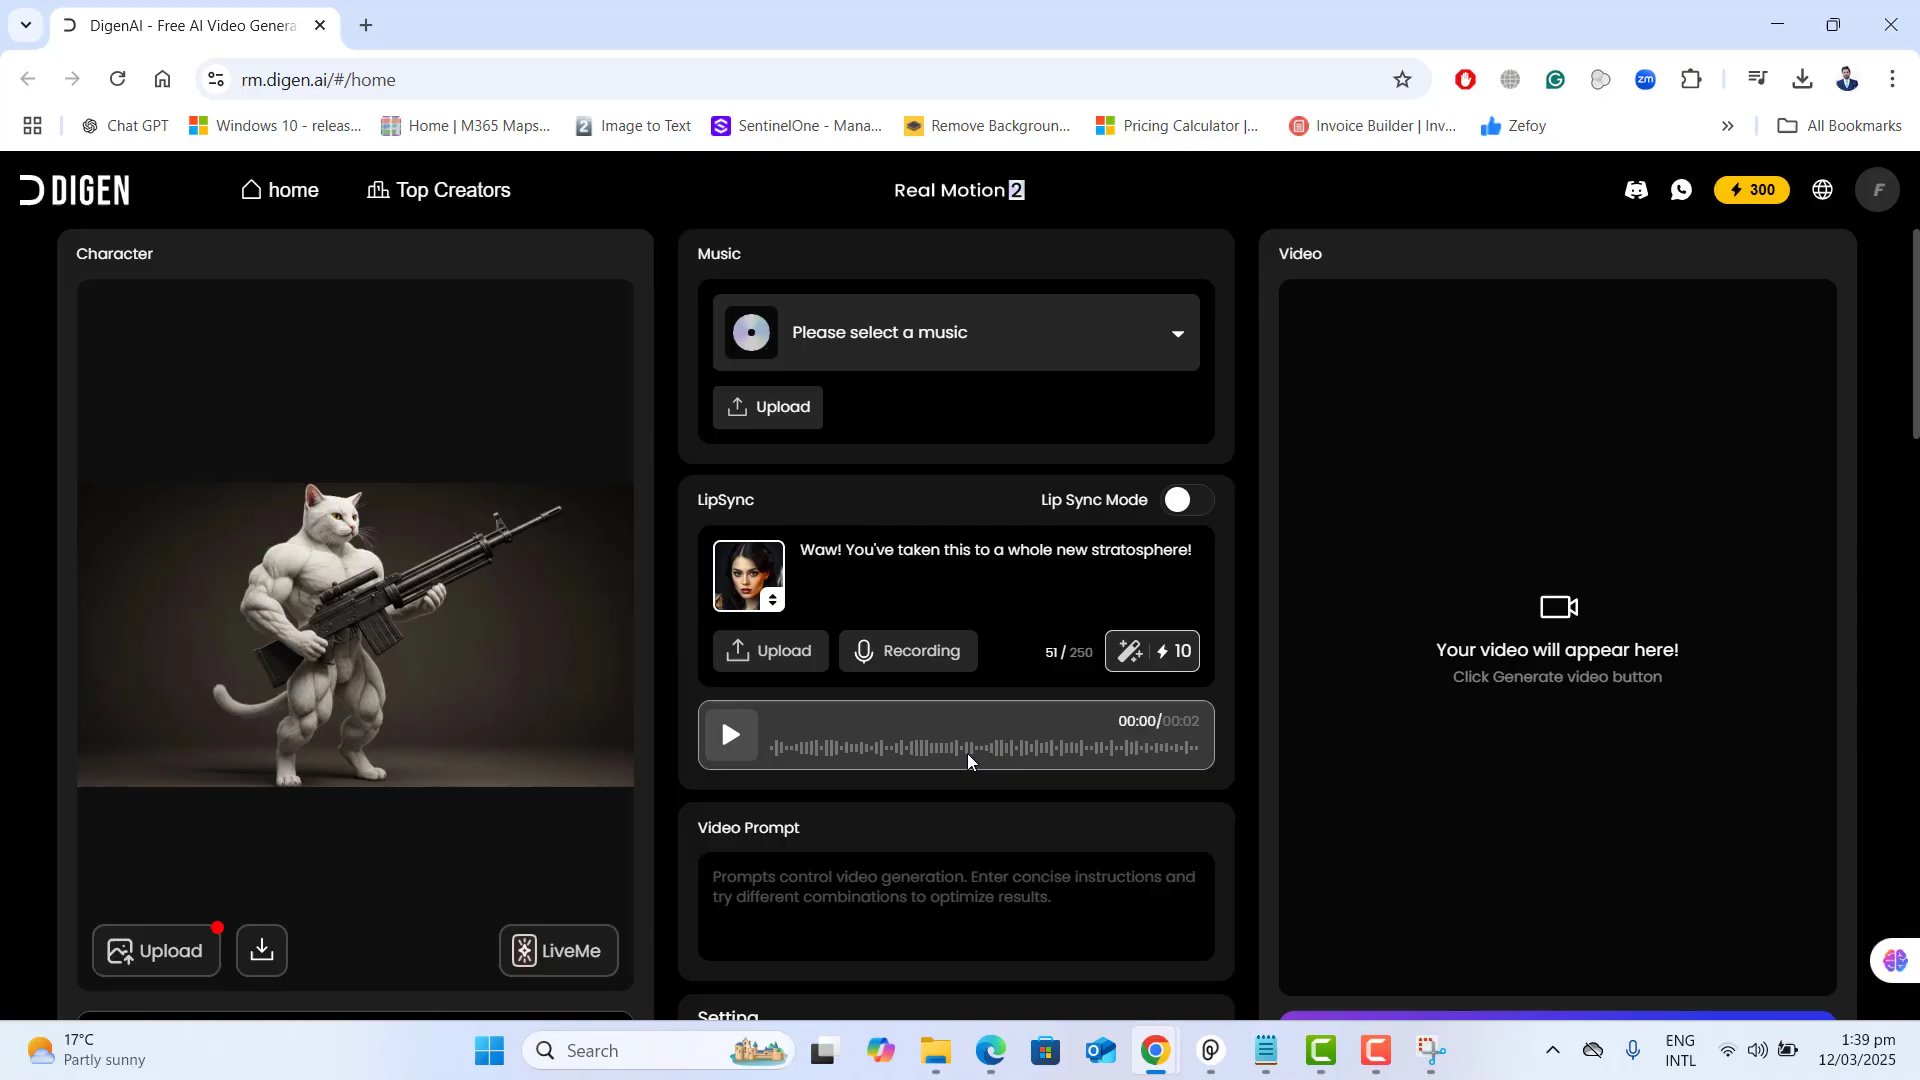 DigenAI - Free AI Video Genera
rm.digen.ai/#/home
zm
Chat GPT
Windows 10 - releas...
Home | M365 Maps...
Image to Text
SentinelOne - Mana...
Remove Backgroun...
Pricing Calculator |...
Invoice Builder | Inv...
Zefoy
All Bookmarks
DIGEN
home
Top Creators
Real Motion 2
300
F
Character
Music
Video
Please select a music
Upload
LipSync
Lip Sync Mode
Waw! You've taken this to a whole new stratosphere!
Upload
Recording
51 / 250
10
00:00/00:02
Your video will appear here!
Click Generate video button
Video Prompt
Prompts control video generation. Enter concise instructions and
try different combinations to optimize results.
Upload
LiveMe
Setting
17°C
Partly sunny
Search
ENG
INTL
1:39 pm
12/03/2025